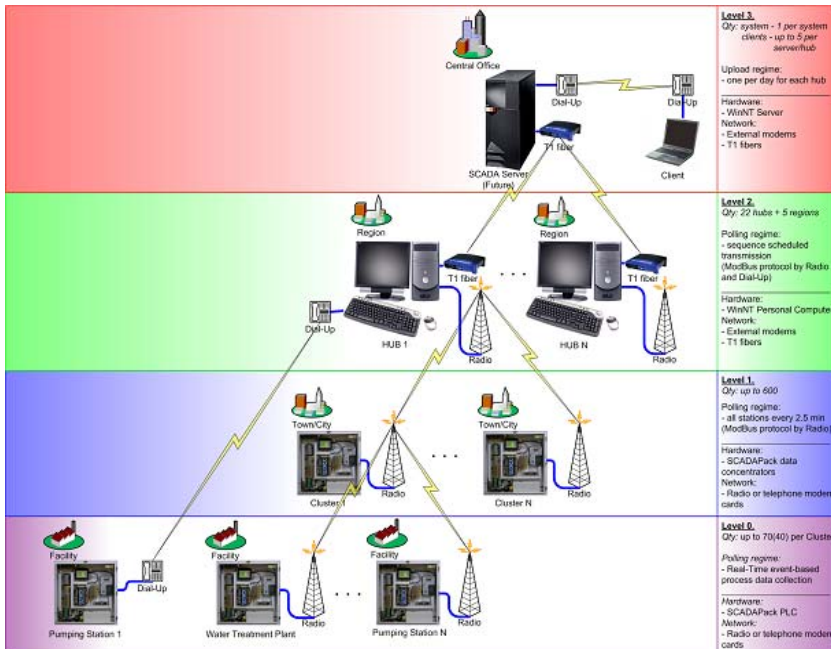 Central Office
Dial-Up
Dial-Up
T1 fiber
SCADA Server
(Future)
Client
Level 3.
Qty: system - 1 per system
clients - up to 5 per
server/hub
Upload regime:
- one per day for each hub
Hardware:
- WinNT Server
Network:
- External modems
- T1 fibers
Region
Region
T1 fiber
. . .
T1 fiber
Dial-Up
HUB 1
Radio
HUB N
Radio
Level 2.
Qty: 22 hubs + 5 regions
Polling regime:
- sequence scheduled
transmission
(ModBus protocol by Radio
and Dial-Up)
Hardware:
- WinNT Personal Compute
Network:
- External modems
- T1 fibers
Town/City
Town/City
. . .
Cluster 1
Radio
Cluster N
Radio
Level 1.
Qty: up to 600
Polling regime:
- all stations every 2.5 min
(ModBus protocol by Radio)
Hardware:
- SCADAPack data
concentrators
Network:
- Radio or telephone modem
cards
Facility
Facility
Facility
Dial-Up
. . .
Pumping Station 1
Water Treatment Plant
Radio
Pumping Station N
Radio
Level 0.
Qty: up to 70(40) per Cluste
Polling regime:
- Real-Time event-based
process data collection
Hardware:
- SCADAPack PLC
Network:
- Radio or telephone modem
cards